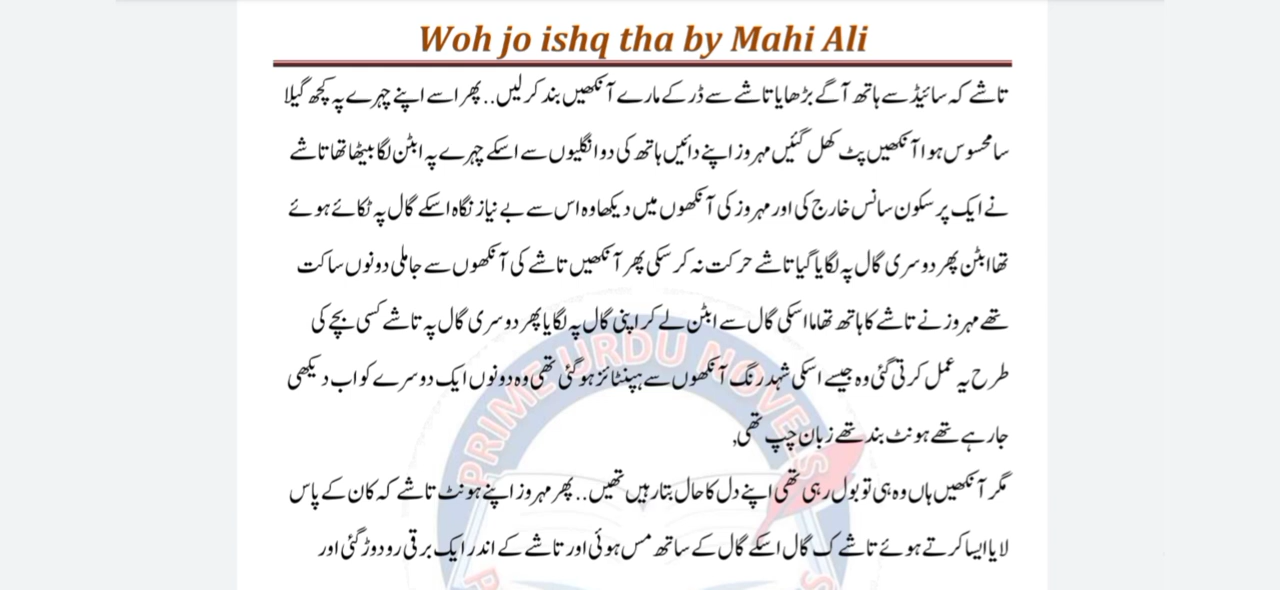 Woh jo ishq tha by Mahi Ali
تاشے کہ سائیڈ سے ہاتھ آگے بڑھایا تاشے سے ڈر کے مارے آنکھیں بند کر لیں.. پھر اسے اپنے چہرے پہ کچھ گیلا
سا محسوس ہوا آنکھیں پٹ کھل گئیں مہروز اپنے دائیں ہاتھ کی دو انگلیوں سے اسکے چہرے پہ ابٹن لگا بیٹھا تھا تاشے
نے ایک پر سکون سانس خارج کی اور مہروز کی آنکھوں میں دیکھا وہ اس سے بے نیاز نگاہ اسکے گال پہ ٹکائے ہوئے
تھا ابٹن پھر دوسری گال پہ لگایا گیا تاشے حرکت نہ کر سکی پھر آنکھیں تاشے کی آنکھوں سے جا ملی دونوں ساکت
تھے مہروز نے تاشے کا ہاتھ تھاما اسکی گال سے ابٹن لے کر اپنی گال پہ لگایا پھر دوسری گال پہ تاشے کسی بچے کی
طرح یہ عمل کرتی گئی وہ جیسے اسکی شہد رنگ آنکھوں سے ہپنٹائز ہو گئی تھی وہ دونوں ایک دوسرے کو اب دیکھی
جا رہے تھے ہونٹ بند تھے زبان چپ تھی,
مگر آنکھیں ہاں وہ ہی تو بول رہی تھی اپنے دل کا حال بتا رہیں تھیں.. پھر مہروز اپنے ہونٹ تاشے کہ کان کے پاس
لایا ایسا کرتے ہوئے تاشے ک گال اسکے گال کے ساتھ مس ہوئی اور تاشے کے اندر ایک برقی رو دوڑ گئی اور
PRIME URDU NOVELS